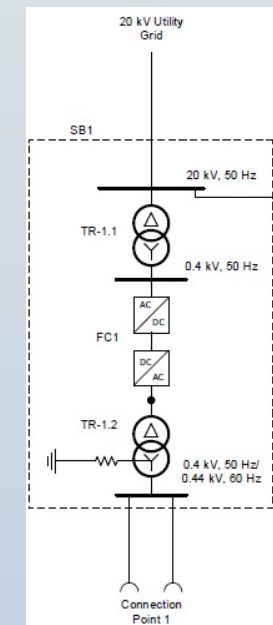 20 kV Utility
Grid
SB1
20 kV, 50 Hz
TR-1.1
0.4 kV, 50 Hz
AC
DC
FC1
DC
AC
TR-1.2
0.4 kV, 50 Hz/
0.44 kV, 60 Hz
Connection
Point 1